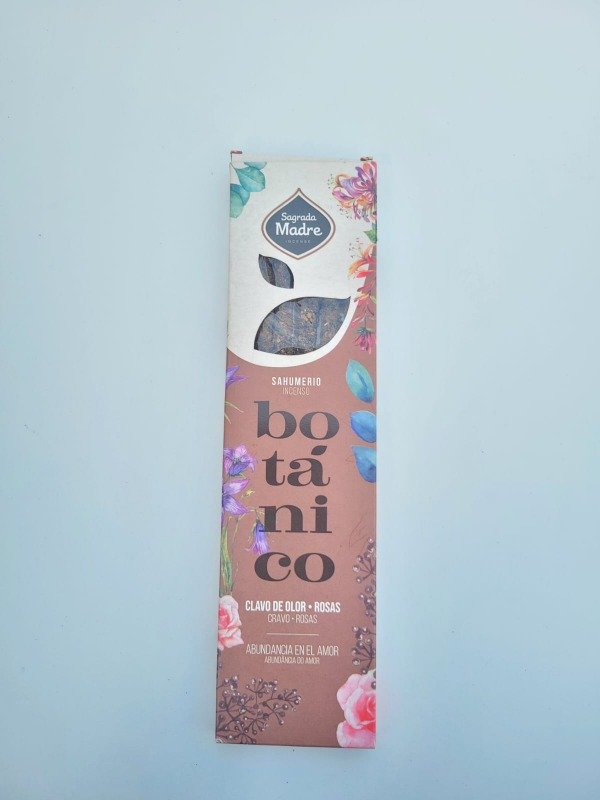 Sagrada
Madre
INCENSE
SAHUMERIO
INCENSO
bo
tá
ni
co
CLAVO DE OLOR • ROSAS
CRAVO • ROSAS
ABUNDANCIA EN EL AMOR
ABUNDÂNCIA DO AMOR